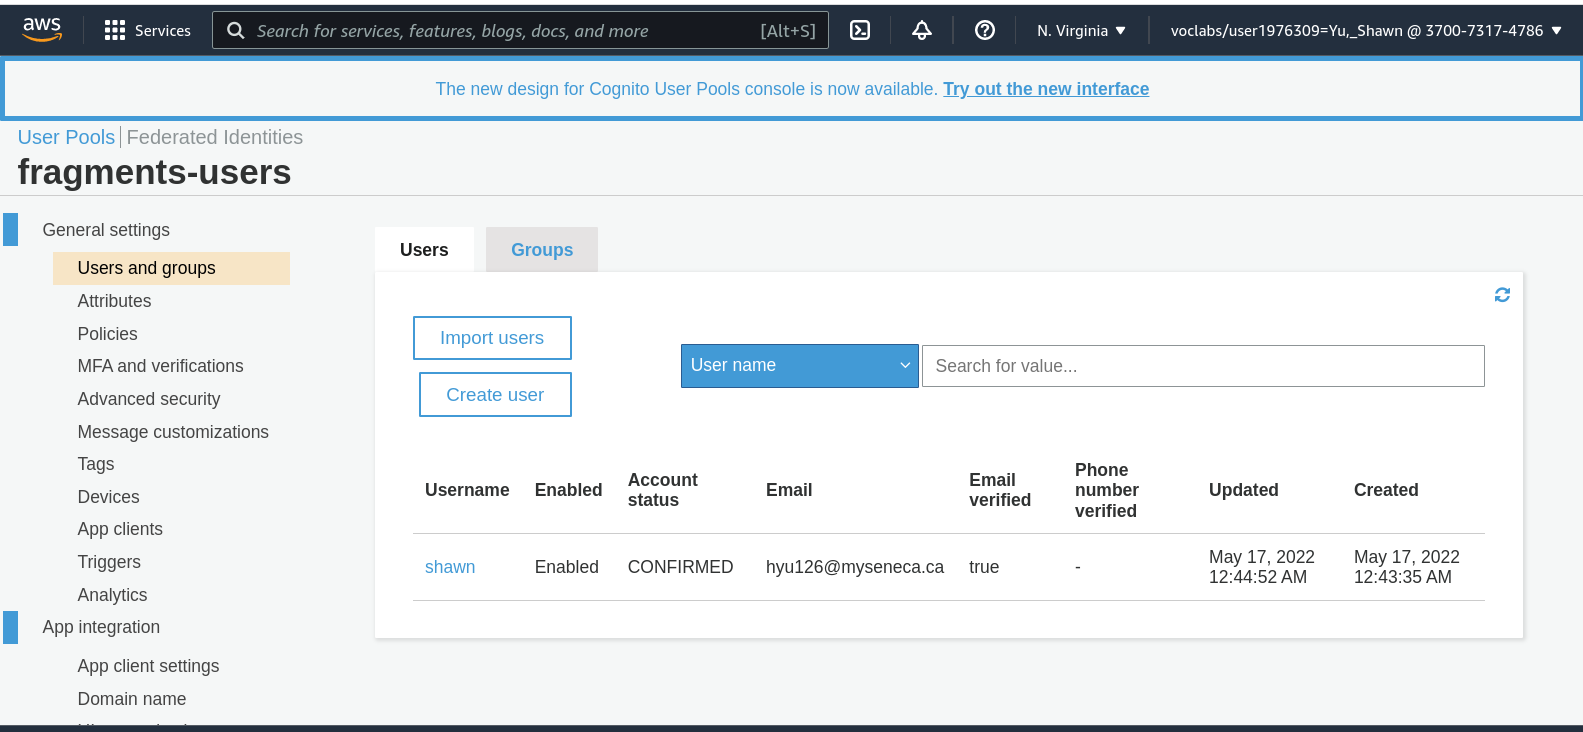 aws Services Search for services, features, blogs, docs, and more [Alt+S] N. Virginia voclabs/user1976309=Yu,_Shawn @ 3700-7317-4786
The new design for Cognito User Pools console is now available. Try out the new interface
User Pools Federated Identities
fragments-users
General settings
Users and groups
Attributes
Policies
MFA and verifications
Advanced security
Message customizations
Tags
Devices
App clients
Triggers
Analytics
App integration
App client settings
Domain name
Users Groups
Import users
Create user
User name Search for value...
Username Enabled Account status Email Email verified Phone number verified Updated Created
shawn Enabled CONFIRMED hyu126@myseneca.ca true - May 17, 2022 12:44:52 AM May 17, 2022 12:43:35 AM